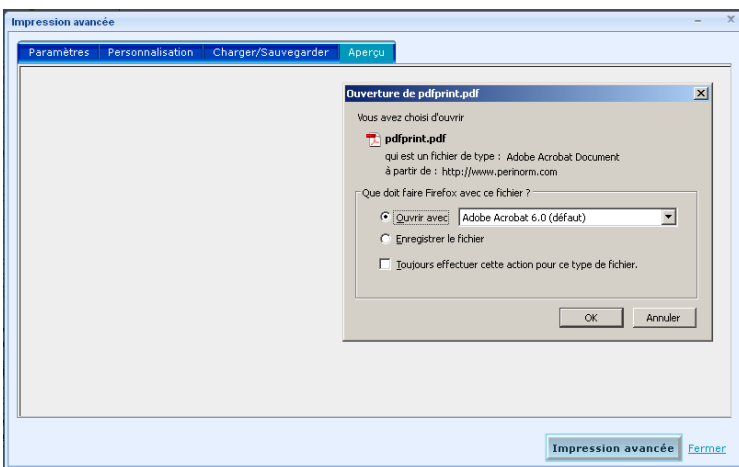 Impression avancée
Paramètres Personnalisation Charger/Sauvegarder Aperçu
Ouverture de pdfprint.pdf
Vous avez choisi d'ouvrir
pdfprint.pdf
qui est un fichier de type : Adobe Acrobat Document
à partir de : http://www.perinorm.com
Que doit faire Firefox avec ce fichier ?
Ouvrir avec Adobe Acrobat 6.0 (défaut)
Enregistrer le fichier
Toujours effectuer cette action pour ce type de fichier.
OK Annuler
Impression avancée Fermer